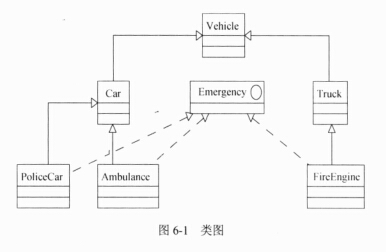 Vehicle
Car
Emergency
Truck
PoliceCar
Ambulance
FireEngine
图 6-1 类图